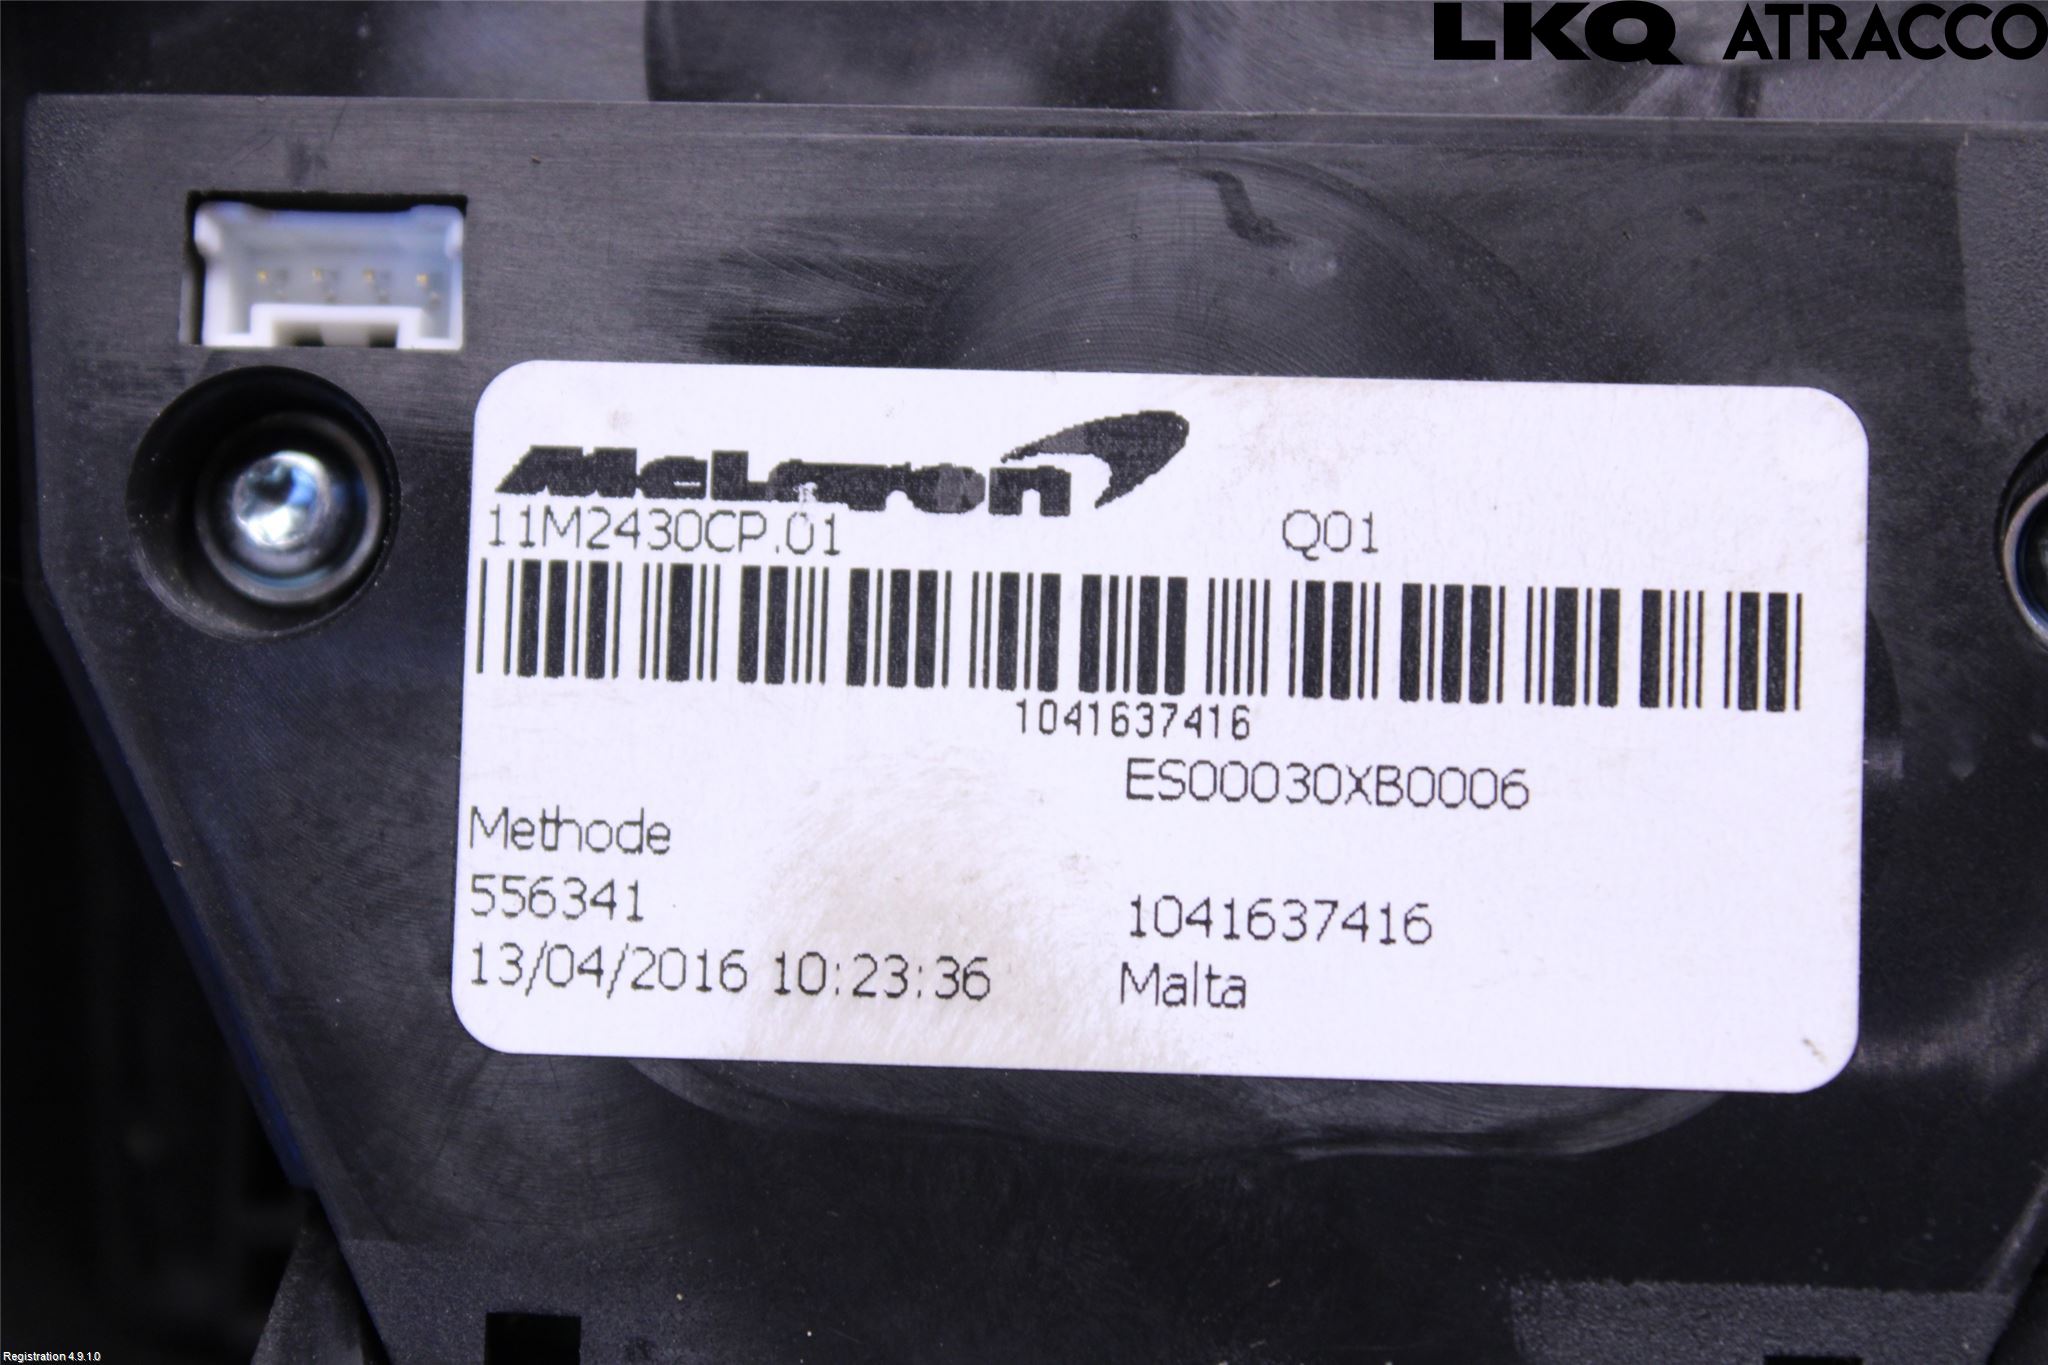 LKQ ATRACCO
McLaren
11M2430CP.01 Q01
1041637416
ES00030XB0006
Methode
556341 1041637416
13/04/2016 10:23:36 Malta
Registration 4.9.1.0